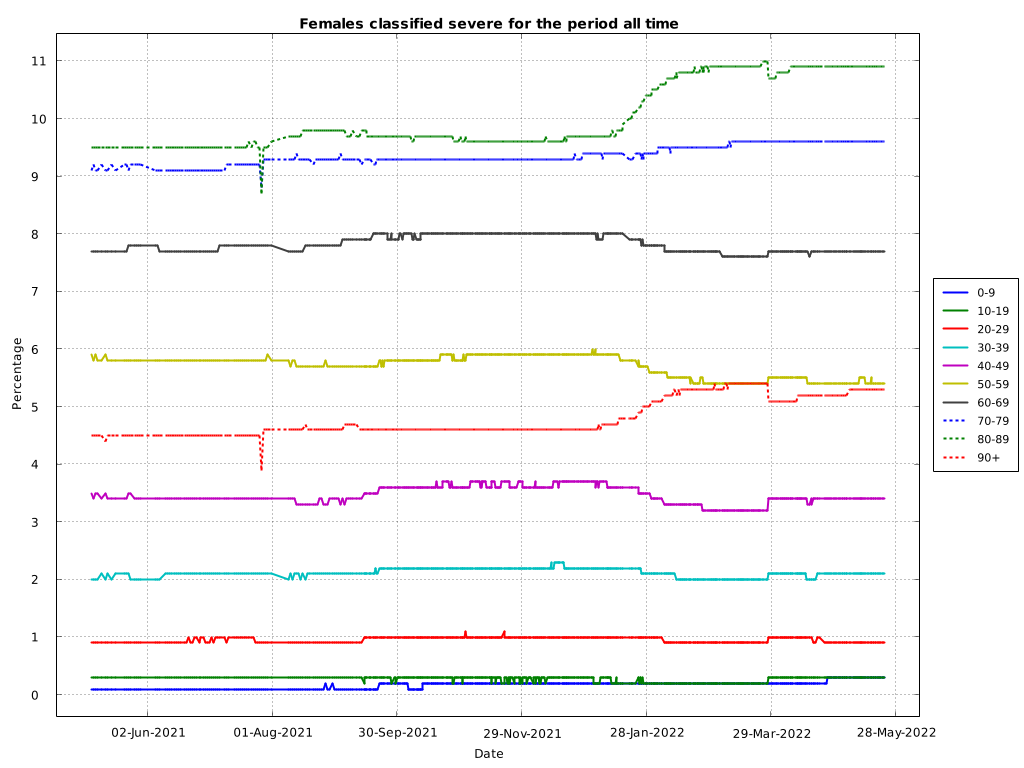 Females classified severe for the period all time
11
10
9
8
7
6
5
4
3
2
1
0
Percentage
02-Jun-2021
01-Aug-2021
30-Sep-2021
29-Nov-2021
28-Jan-2022
29-Mar-2022
28-May-2022
Date
0-9
10-19
20-29
30-39
40-49
50-59
60-69
70-79
80-89
90+